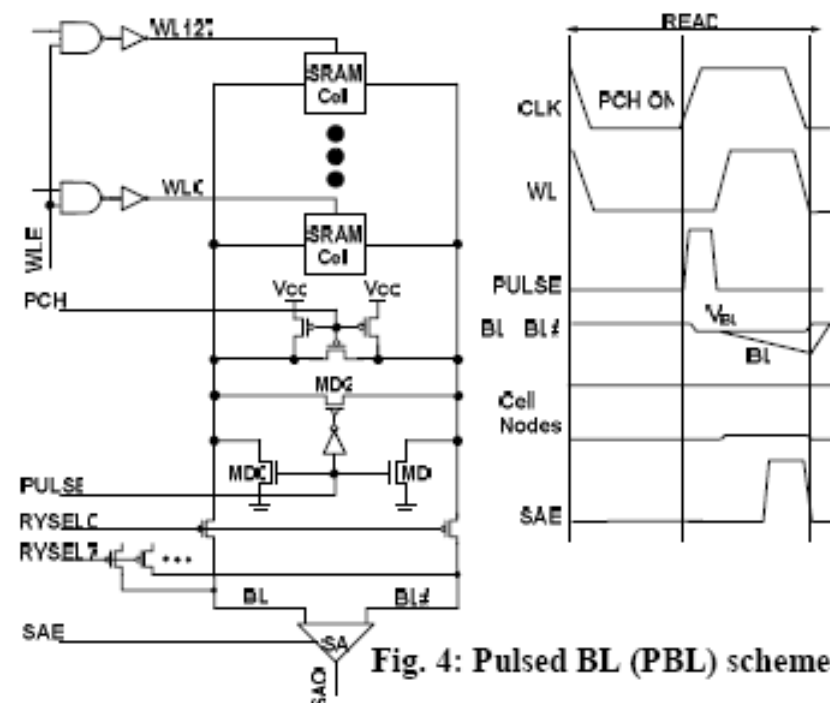 READ
SRAM
Cell
CLK
PCH ON
WL
WL0
SRAM
Cell
WLE
PCH
Vcc
Vcc
PULSE
VBL
BL
BL#
BL
MD2
Cell
Nodes
MD0
PULSE
RYSEL0
RYSEL7
SAE
BL
BL#
SAE
SA
SAO
Fig. 4: Pulsed BL (PBL) scheme